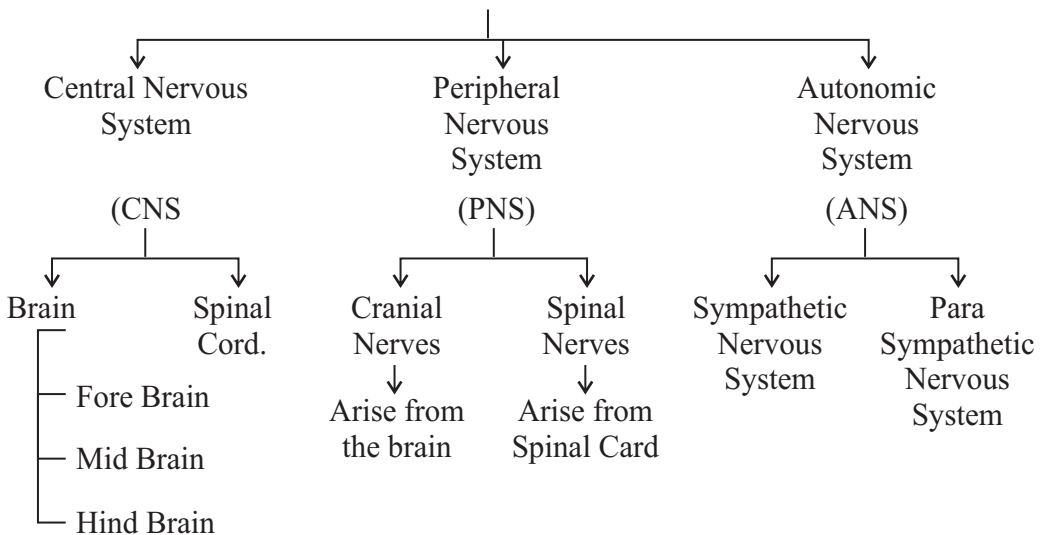 Central Nervous
System
(CNS
Peripheral
Nervous
System
(PNS)
Autonomic
Nervous
System
(ANS)
Brain
Fore Brain
Mid Brain
Hind Brain
Spinal
Cord.
Cranial
Nerves
Arise from
the brain
Spinal
Nerves
Arise from
Spinal Card
Sympathetic
Nervous
System
Para
Sympathetic
Nervous
System